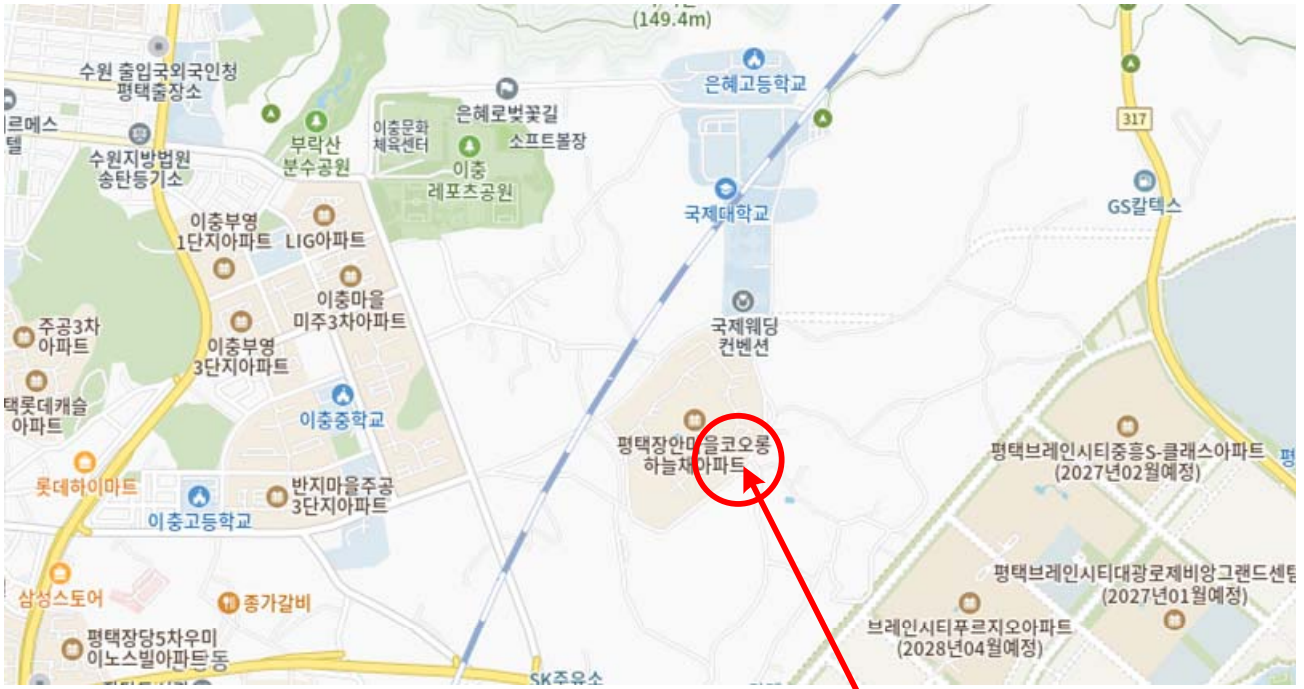 (149.4m)
수원 출입국외국인청
평택출장소
은혜고등학교
은혜로벚꽃길
르메스
텔
이충문화
체육센터
소프트볼장
317
수원지방법원
송탄등기소
부락산
분수공원
이충
레포츠공원
국제대학교
GS칼텍스
이충부영
1단지아파트
LIG아파트
이충마을
미주3차아파트
국제웨딩
컨벤션
주공3차
아파트
이충부영
3단지아파트
택롯데캐슬
아파트
이충중학교
평택장안마을코오롱
하늘채아파트
평택브레인시티중흥S-클래스아파트
(2027년02월예정)
평
롯데하이마트
반지마을주공
3단지아파트
이충고등학교
평택브레인시티대광로제비앙그랜드센텀
(2027년01월예정)
삼성스토어
종가갈비
브레인시티푸르지오아파트
(2028년04월예정)
평택장당5차우미
이노스빌아파트
동
SK주유소